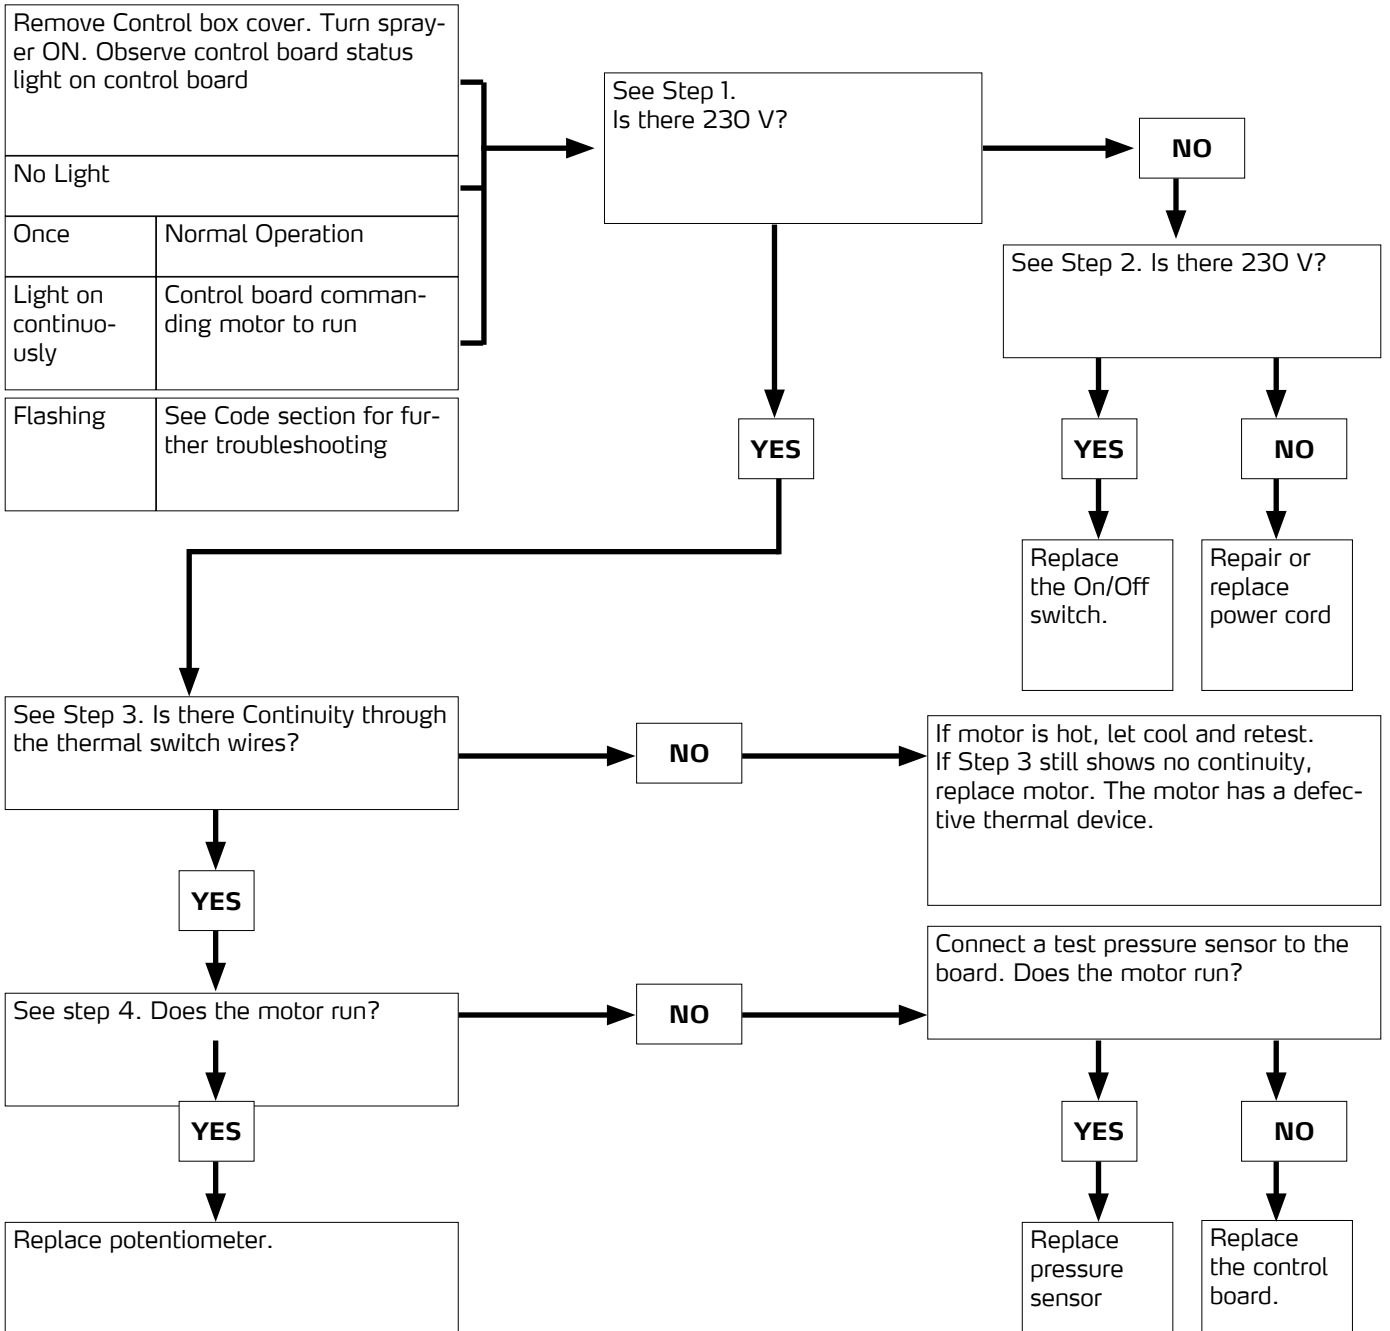 Remove Control box cover. Turn spray-
er ON. Observe control board status
light on control board
No Light
Once
Normal Operation
Light on
continuo-
usly
Control board comman-
ding motor to run
Flashing
See Code section for fur-
ther troubleshooting
See Step 1.
Is there 230 V?
NO
See Step 2. Is there 230 V?
YES
YES
NO
Replace
the On/Off
switch.
Repair or
replace
power cord
See Step 3. Is there Continuity through
the thermal switch wires?
NO
If motor is hot, let cool and retest.
If Step 3 still shows no continuity,
replace motor. The motor has a defec-
tive thermal device.
YES
See step 4. Does the motor run?
NO
Connect a test pressure sensor to the
board. Does the motor run?
YES
YES
NO
Replace potentiometer.
Replace
pressure
sensor
Replace
the control
board.